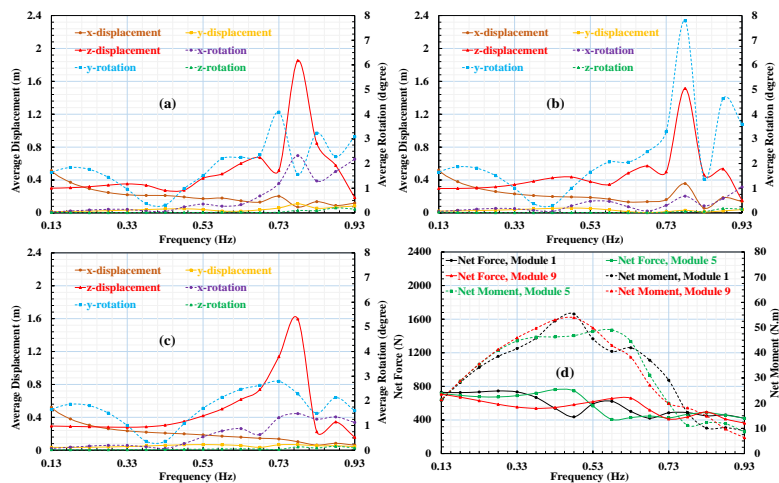 2.4
2
1.6
1.2
0.8
0.4
0
Average Displacement (m)
x-displacement
y-displacement
z-displacement
x-rotation
y-rotation
z-rotation
(a)
8
7
6
5
4
3
2
1
0
Average Rotation (degree)
0.13
0.33
0.53
0.73
0.93
Frequency (Hz)
2.4
2
1.6
1.2
0.8
0.4
0
Average Displacement (m)
x-displacement
y-displacement
z-displacement
x-rotation
y-rotation
z-rotation
(b)
8
7
6
5
4
3
2
1
0
Average Rotation (degree)
0.13
0.33
0.53
0.73
0.93
Frequency (Hz)
2.4
2
1.6
1.2
0.8
0.4
0
Average Displacement (m)
x-displacement
y-displacement
z-displacement
x-rotation
y-rotation
z-rotation
(c)
8
7
6
5
4
3
2
1
0
Average Rotation (degree)
0.13
0.33
0.53
0.73
0.93
Frequency (Hz)
2400
2000
1600
1200
800
400
0
Net Force (N)
Net Force, Module 1
Net Force, Module 5
Net Force, Module 9
Net moment, Module 1
Net Moment, Module 5
Net Moment, Module 9
(d)
80
70
60
50
40
30
20
10
0
Net Moment (N.m)
0.13
0.33
0.53
0.73
0.93
Frequency (Hz)